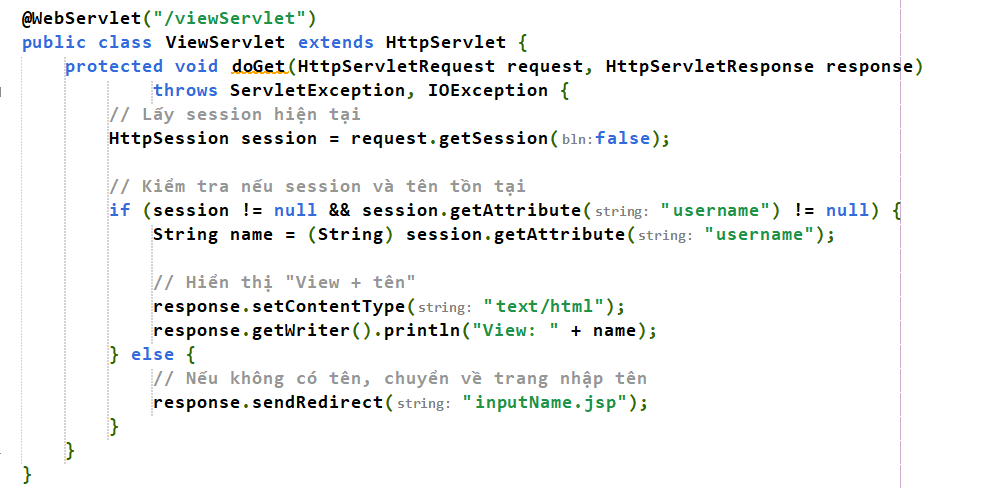 @WebServlet("/viewServlet")
public class ViewServlet extends HttpServlet {
    protected void doGet(HttpServletRequest request, HttpServletResponse response)
            throws ServletException, IOException {
        // Lấy session hiện tại
        HttpSession session = request.getSession(bln:false);

        // Kiểm tra nếu session và tên tồn tại
        if (session != null && session.getAttribute(string: "username") != null) {
            String name = (String) session.getAttribute(string: "username");

            // Hiển thị "View + tên"
            response.setContentType(string: "text/html");
            response.getWriter().println("View: " + name);
        } else {
            // Nếu không có tên, chuyển về trang nhập tên
            response.sendRedirect(string: "inputName.jsp");
        }
    }
}